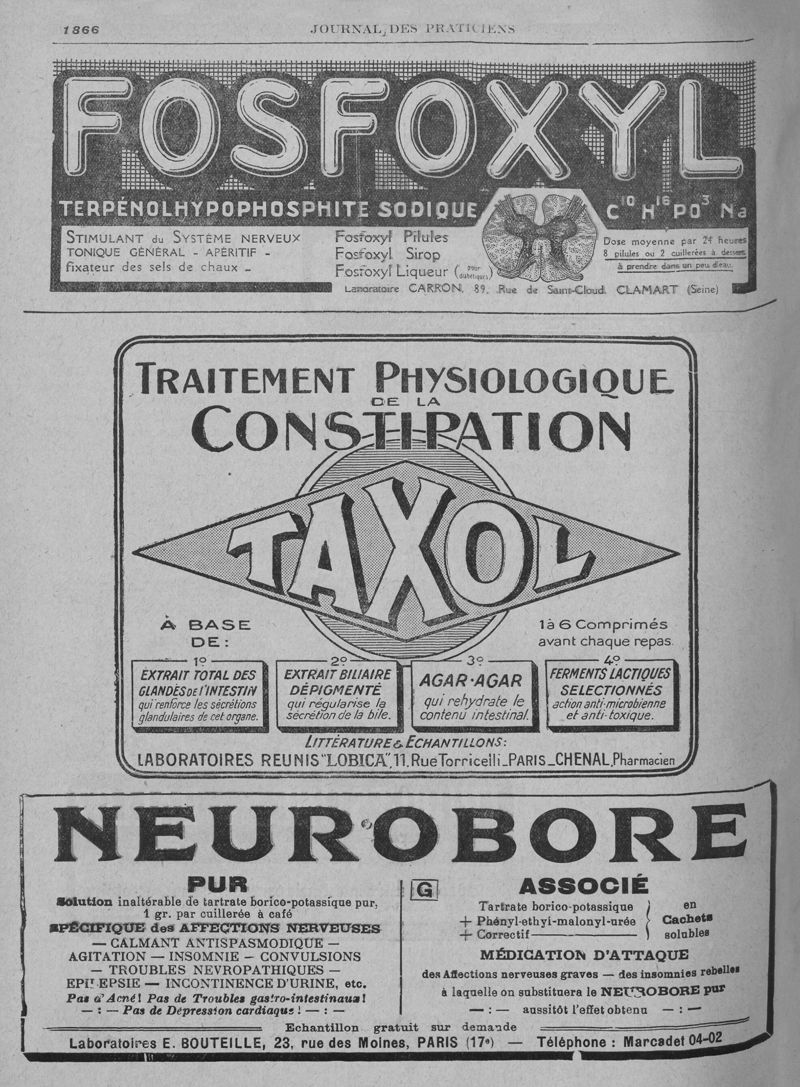 1866
JOURNAL DES PRATICIENS
FOSFOXYL
TERPÉNOLHYPOPHOSPHITE SODIQUE
C¹⁰ H¹⁶ PO³ Na
STIMULANT du SYSTÈME NERVEUX
TONIQUE GÉNÉRAL - APÉRITIF -
fixateur des sels de chaux -
Fosfoxyl Pilules
Fosfoxyl Sirop
Fosfoxyl Liqueur (pour diabétiques)
Dose moyenne par 24 heures
8 pilules ou 2 cuillerées à dessert
à prendre dans un peu d'eau.
Laboratoire CARRON, 89, Rue de Saint-Cloud, CLAMART (Seine)
TRAITEMENT PHYSIOLOGIQUE
DE LA
CONSTIPATION
TAXOL
À BASE
DE:
1 à 6 Comprimés
avant chaque repas.
1º
EXTRAIT TOTAL DES
GLANDES de l'INTESTIN
qui renforce les sécrétions
glandulaires de cet organe.
2º
EXTRAIT BILIAIRE
DÉPIGMENTÉ
qui régularise la
sécrétion de la bile.
3º
AGAR-AGAR
qui rehydrate le
contenu intestinal.
4º
FERMENTS LACTIQUES
SELECTIONNÉS
action anti-microbienne
et anti-toxique.
LITTÉRATURE & ECHANTILLONS:
LABORATOIRES REUNIS "LOBICA", 11, Rue Torricelli_PARIS_CHENAL, Pharmacien
NEUROBORE
PUR
Solution inaltérable de tartrate borico-potassique pur,
1 gr. par cuillerée à café
SPÉCIFIQUE des AFFECTIONS NERVEUSES
— CALMANT ANTISPASMODIQUE —
AGITATION — INSOMNIE — CONVULSIONS
— TROUBLES NEVROPATHIQUES —
EPILEPSIE — INCONTINENCE D'URINE, etc.
Pas d'Acné! Pas de Troubles gastro-intestinaux!
— : — Pas de Dépression cardiaque! — : —
G
ASSOCIÉ
Tartrate borico-potassique
+ Phényl-ethyl-malonyl-urée
+ Correctif
en
Cachets
solubles
MÉDICATION D'ATTAQUE
des Affections nerveuses graves — des insomnies rebelles
à laquelle on substituera le NEUROBORE pur
— : — aussitôt l'effet obtenu — : —
Echantillon gratuit sur demande
Laboratoires E. BOUTEILLE, 23, rue des Moines, PARIS (17ᵉ) — Téléphone : Marcadet 04-02